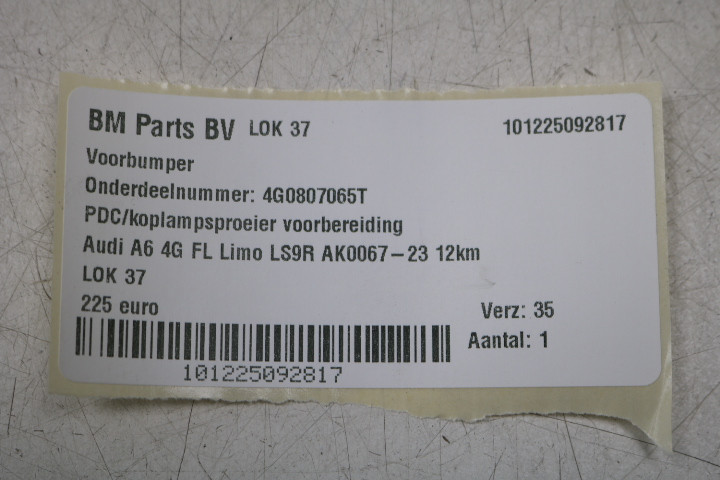 BM Parts BV LOK 37 101225092817
Voorbumper
Onderdeelnummer: 4G0807065T
PDC/koplampsproeier voorbereiding
Audi A6 4G FL Limo LS9R AK0067-23 12km
LOK 37
225 euro Verz: 35
Aantal: 1
101225092817